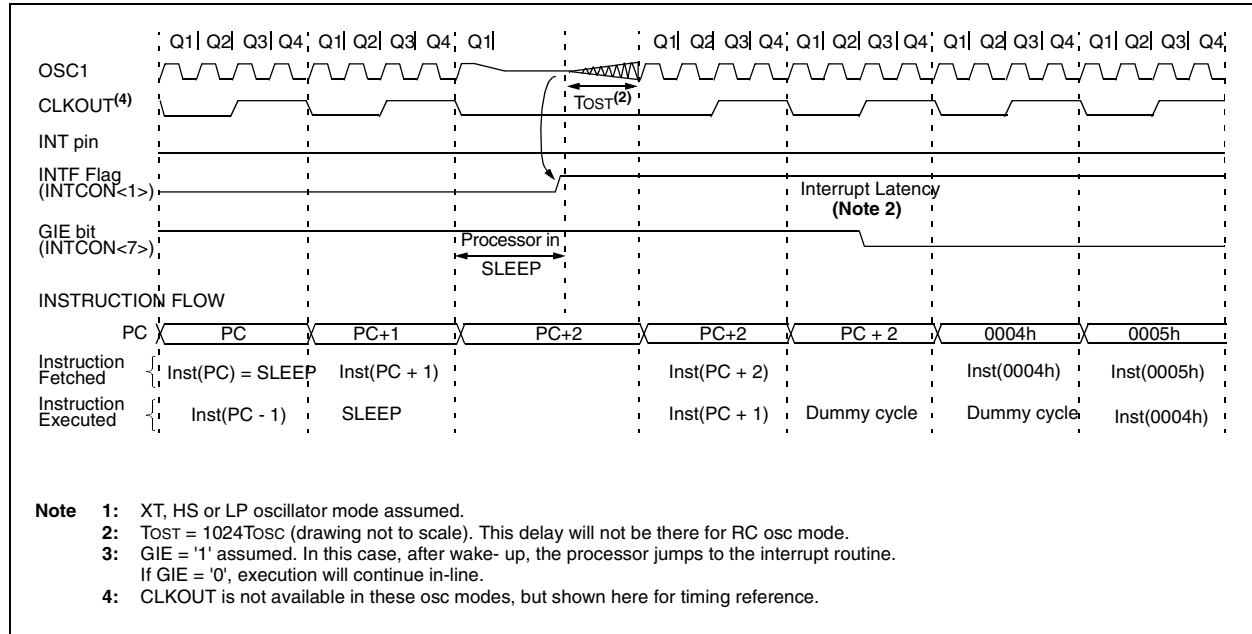 Q1 Q2 Q3 Q4 Q1 Q2 Q3 Q4 Q1 Q1 Q2 Q3 Q4 Q1 Q2 Q3 Q4 Q1 Q2 Q3 Q4 Q1 Q2 Q3 Q4
OSC1
TOST(2)
CLKOUT(4)
INT pin
INTF Flag
(INTCON<1>)
Interrupt Latency
(Note 2)
GIE bit
(INTCON<7>)
Processor in
SLEEP
INSTRUCTION FLOW
PC PC PC+1 PC+2 PC+2 PC + 2 0004h 0005h
Instruction
Fetched
Inst(PC) = SLEEP Inst(PC + 1) Inst(PC + 2) Inst(0004h) Inst(0005h)
Instruction
Executed
Inst(PC - 1) SLEEP Inst(PC + 1) Dummy cycle Dummy cycle Inst(0004h)
Note 1: XT, HS or LP oscillator mode assumed.
2: TOST = 1024TOSC (drawing not to scale). This delay will not be there for RC osc mode.
3: GIE = '1' assumed. In this case, after wake- up, the processor jumps to the interrupt routine.
If GIE = '0', execution will continue in-line.
4: CLKOUT is not available in these osc modes, but shown here for timing reference.